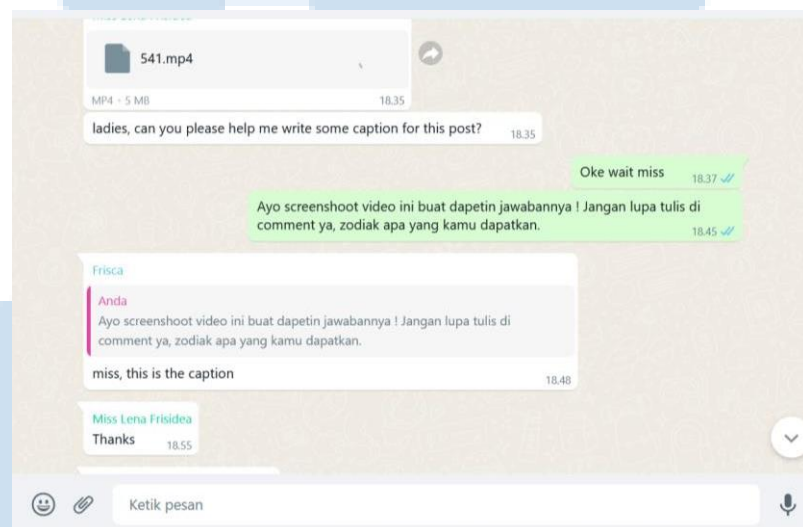 541.mp4
MP4 · 5 MB 18.35
ladies, can you please help me write some caption for this post? 18.35
Oke wait miss 18.37
Ayo screenshoot video ini buat dapetin jawabannya ! Jangan lupa tulis di
comment ya, zodiak apa yang kamu dapatkan. 18.45
Frisca
Anda
Ayo screenshoot video ini buat dapetin jawabannya ! Jangan lupa tulis di
comment ya, zodiak apa yang kamu dapatkan.
miss, this is the caption 18.48
Miss Lena Frisidea
Thanks 18.55
Ketik pesan